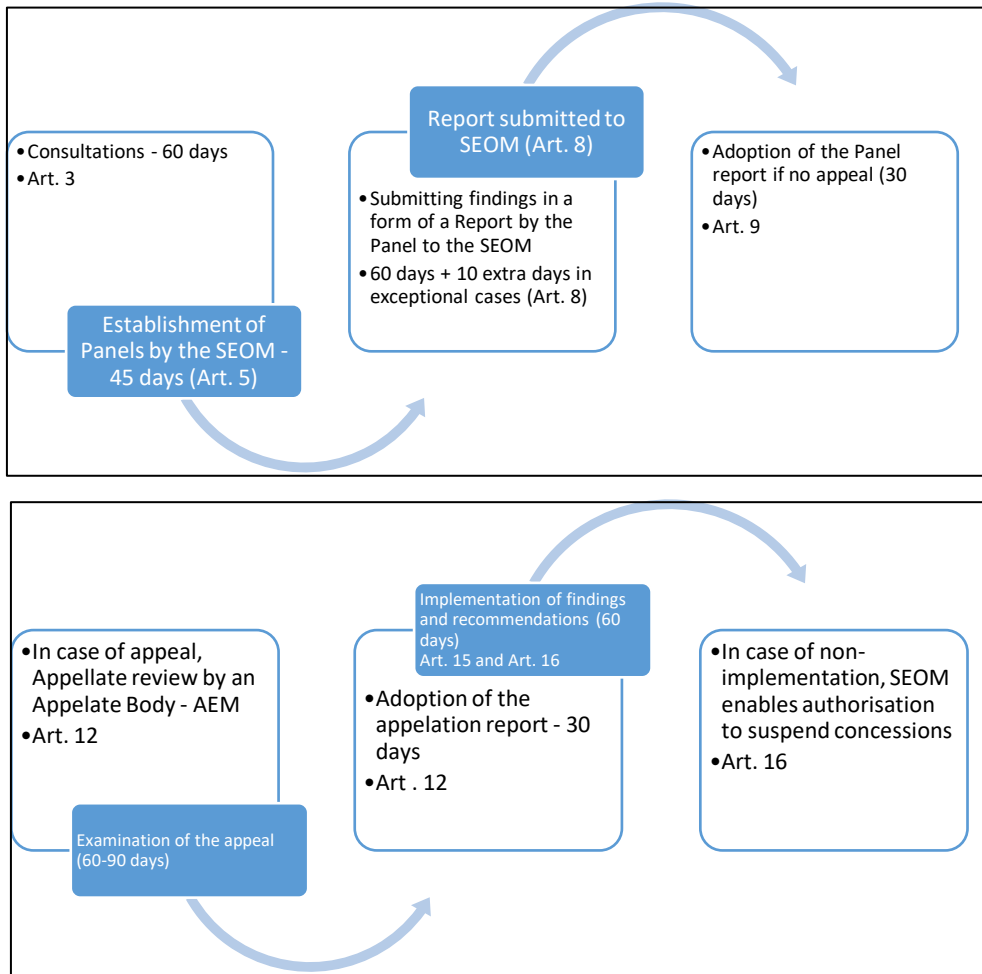 •Consultations - 60 days
•Art. 3
Establishment of
Panels by the SEOM -
45 days (Art. 5)
Report submitted to
SEOM (Art. 8)
•Submitting findings in a
form of a Report by the
Panel to the SEOM
•60 days + 10 extra days in
exceptional cases (Art. 8)
•Adoption of the Panel
report if no appeal (30
days)
•Art. 9
•In case of appeal,
Appellate review by an
Appelate Body - AEM
•Art. 12
Examination of the appeal
(60-90 days)
Implementation of findings
and recommendations (60
days)
Art. 15 and Art. 16
•Adoption of the
appelation report - 30
days
•Art . 12
•In case of non-
implementation, SEOM
enables authorisation
to suspend concessions
•Art. 16